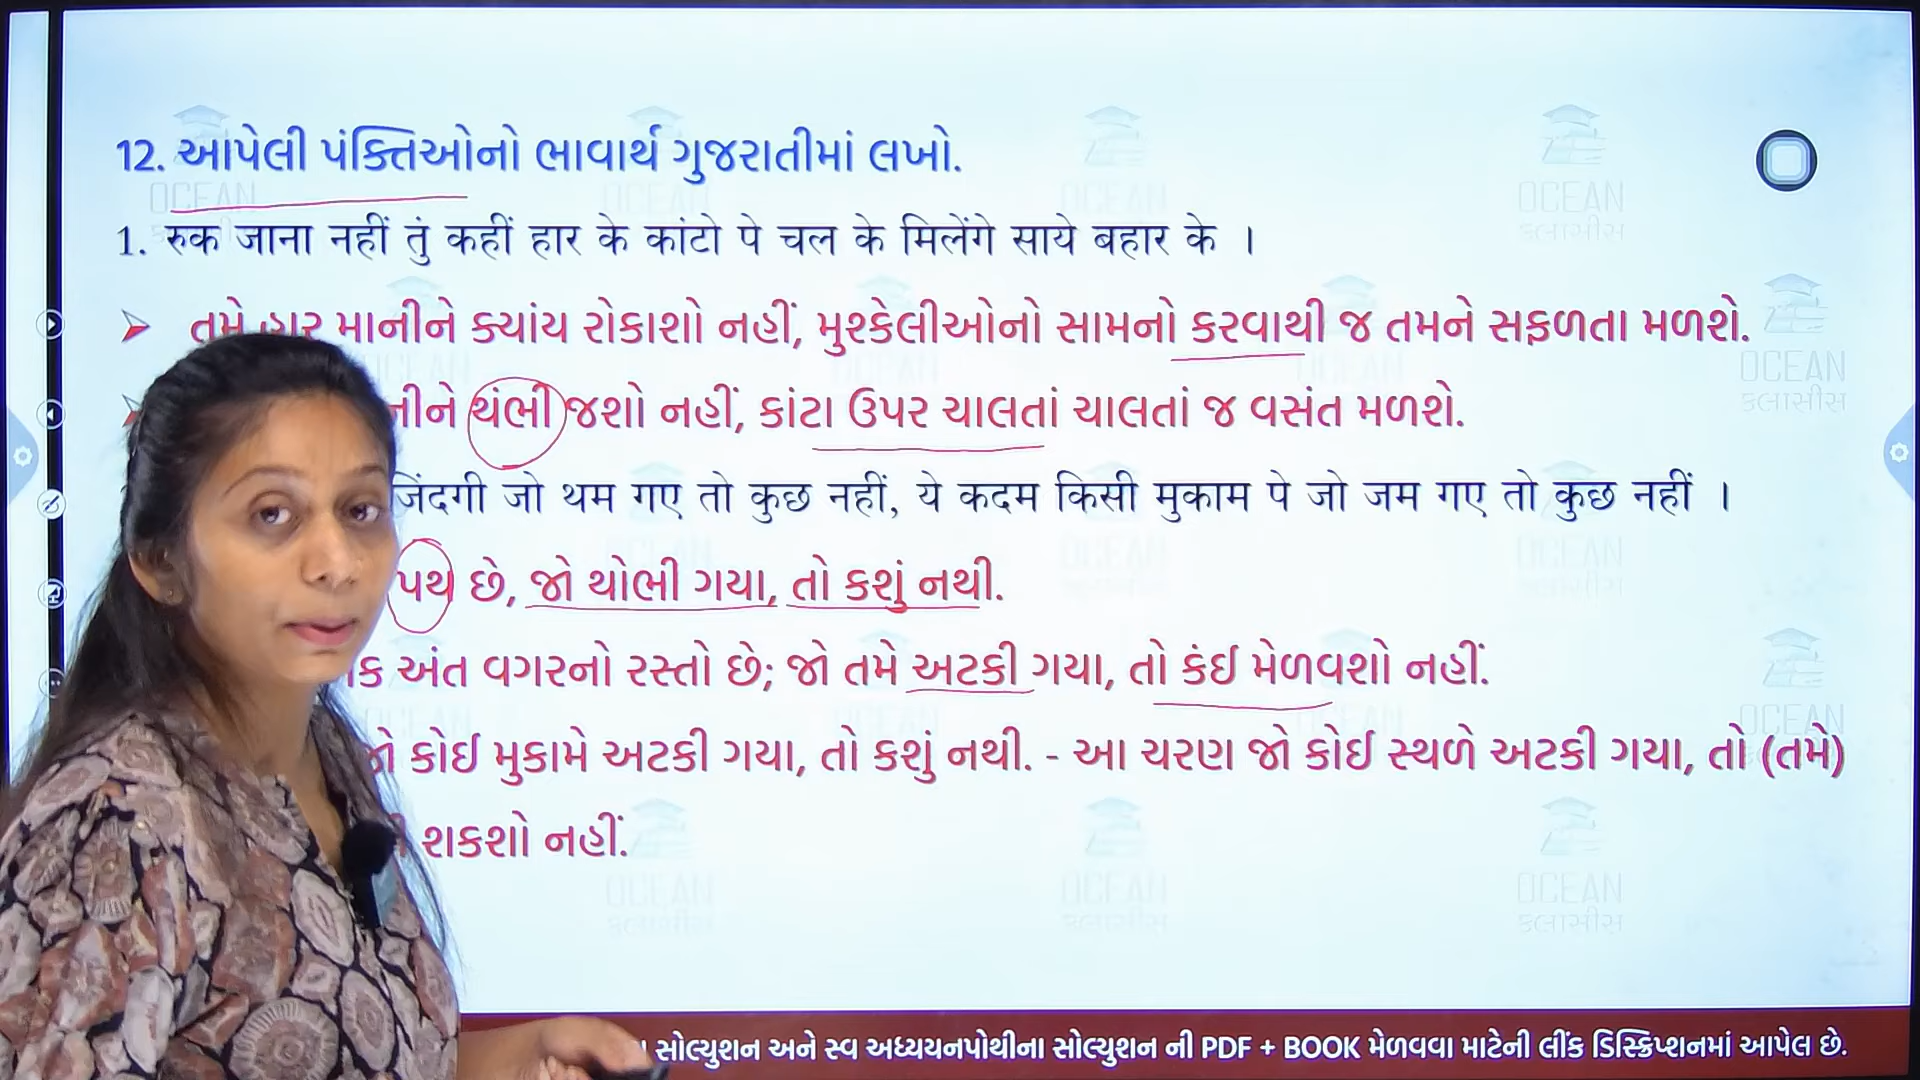 12. આપેલી પંક્તિઓનો ભાવાર્થ ગુજરાતીમાં લખો.
1. रुक जाना नहीं तुं कहीं हार के कांटो पे चल के मिलेंगे साये बहार के ।
➤ તમે હાર માનીને ક્યાંય રોકાશો નહીં, મુશ્કેલીઓનો સામનો કરવાથી જ તમને સફળતા મળશે.
થંભી જશો નહીં, કાંટા ઉપર ચાલતાં ચાલતાં જ વસંત મળશે.
जिंदगी जो थम गए तो कुछ नहीं, ये कदम किसी मुकाम पे जो जम गए तो कुछ नहीं ।
પથ છે, જો થોભી ગયા, તો કશું નથી.
અંત વગરનો રસ્તો છે; જો તમે અટકી ગયા, તો કંઈ મેળવશો નહીં.
જો કોઈ મુકામે અટકી ગયા, તો કશું નથી. - આ ચરણ જો કોઈ સ્થળે અટકી ગયા, તો (તમે)
શકશો નહીં.
સોલ્યુશન અને સ્વ અધ્યયનપોથીના સોલ્યુશન ની PDF + BOOK મેળવવા માટેની લીંક ડિસ્ક્રિપ્શનમાં આપેલ છે.
OCEAN
ક્લાસીસ